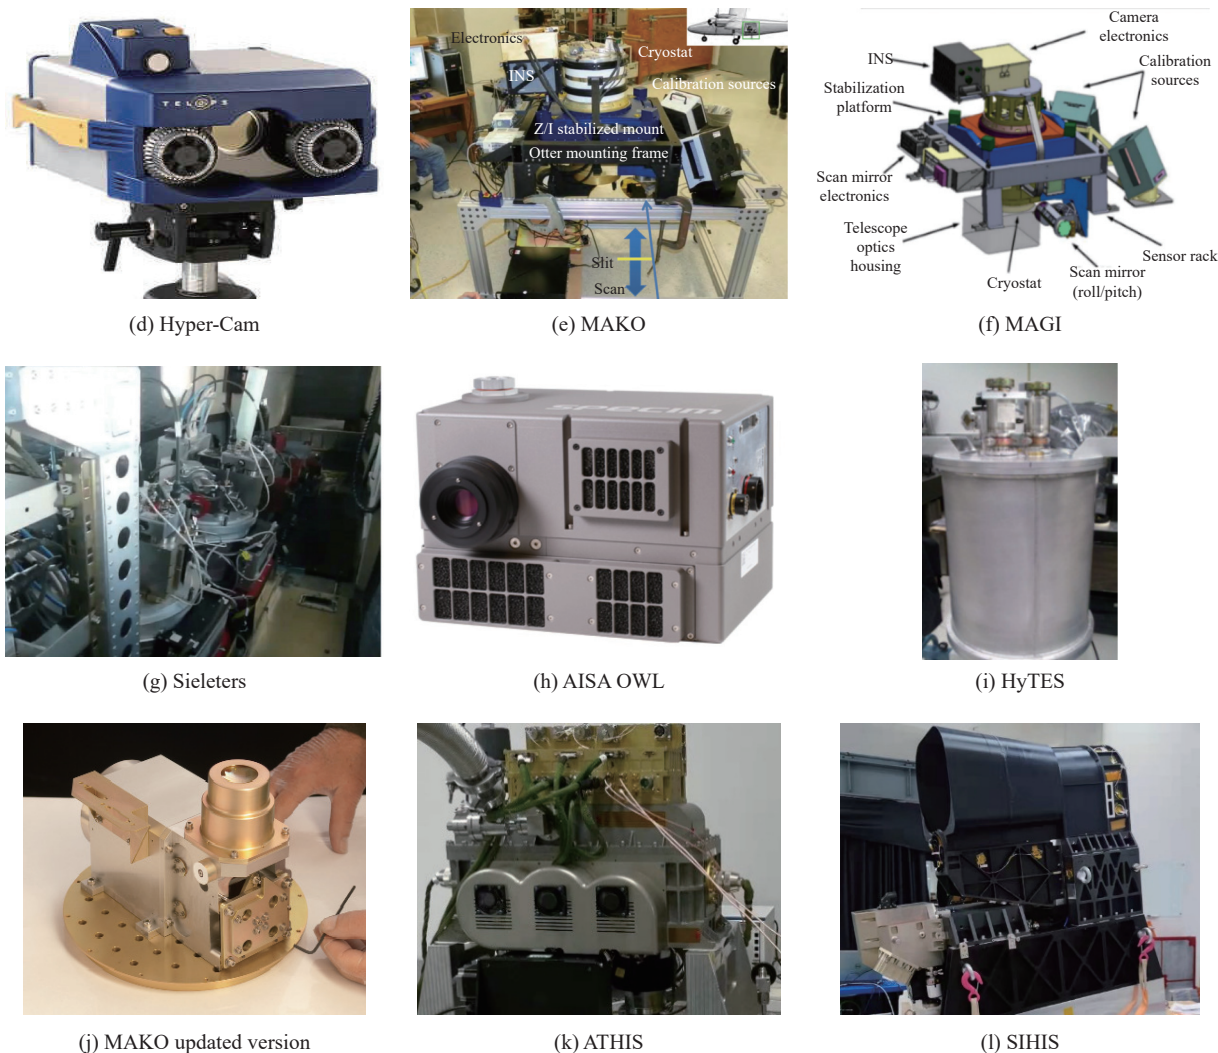 TELOPS
(d) Hyper-Cam
Electronics
INS
Cryostat
Calibration sources
Z/I stabilized mount
Otter mounting frame
Slit
Scan
(e) MAKO
Camera
electronics
INS
Calibration
sources
Stabilization
platform
Scan mirror
electronics
Telescope
optics
housing
Cryostat
Scan mirror
(roll/pitch)
Sensor rack
(f) MAGI
(g) Sieleters
specim
(h) AISA OWL
(i) HyTES
(j) MAKO updated version
(k) ATHIS
(l) SIHIS